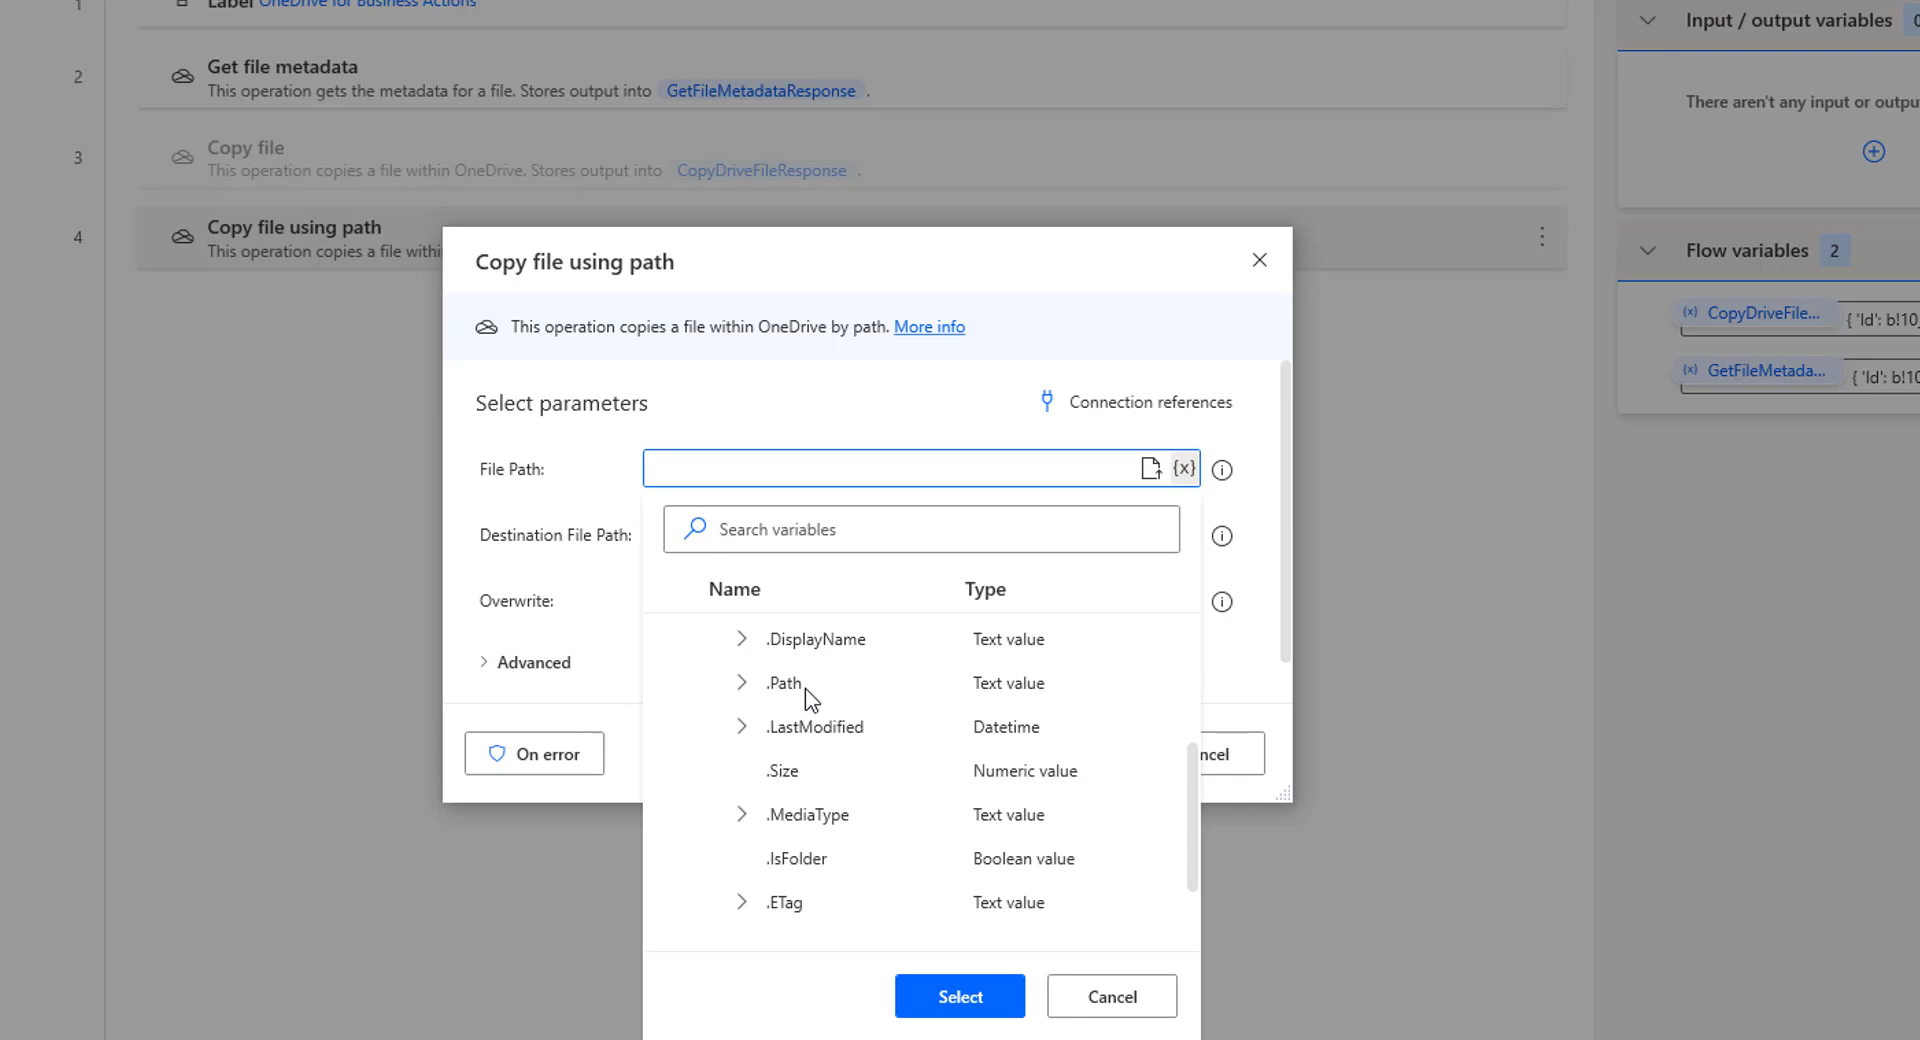 1
Label OneDrive for Business Actions
2
Get file metadata
This operation gets the metadata for a file. Stores output into GetFileMetadataResponse .
3
Copy file
This operation copies a file within OneDrive. Stores output into CopyDriveFileResponse .
4
Copy file using path
This operation copies a file withi
Copy file using path
This operation copies a file within OneDrive by path. More info
Select parameters
Connection references
File Path:
{x}
Destination File Path:
Overwrite:
Advanced
On error
ncel
Search variables
Name Type
.DisplayName Text value
.Path Text value
.LastModified Datetime
.Size Numeric value
.MediaType Text value
.IsFolder Boolean value
.ETag Text value
Select
Cancel
Input / output variables
There aren't any input or outpu
Flow variables 2
(x) CopyDriveFile... { 'Id': b!10
(x) GetFileMetada... { 'Id': b!10